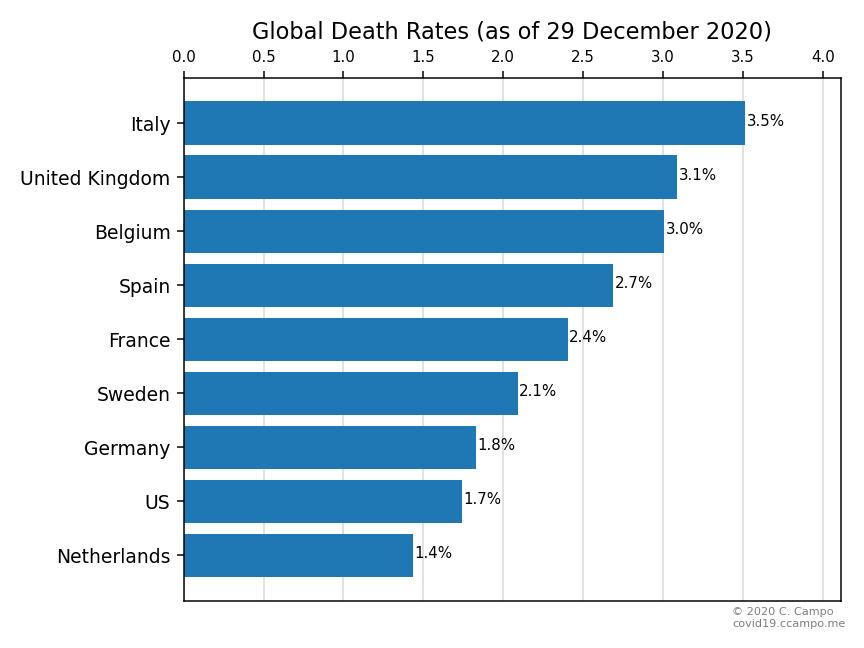 Global Death Rates (as of 29 December 2020)
0.0 0.5 1.0 1.5 2.0 2.5 3.0 3.5 4.0
Italy 3.5%
United Kingdom 3.1%
Belgium 3.0%
Spain 2.7%
France 2.4%
Sweden 2.1%
Germany 1.8%
US 1.7%
Netherlands 1.4%
© 2020 C. Campo
covid19.ccampo.me